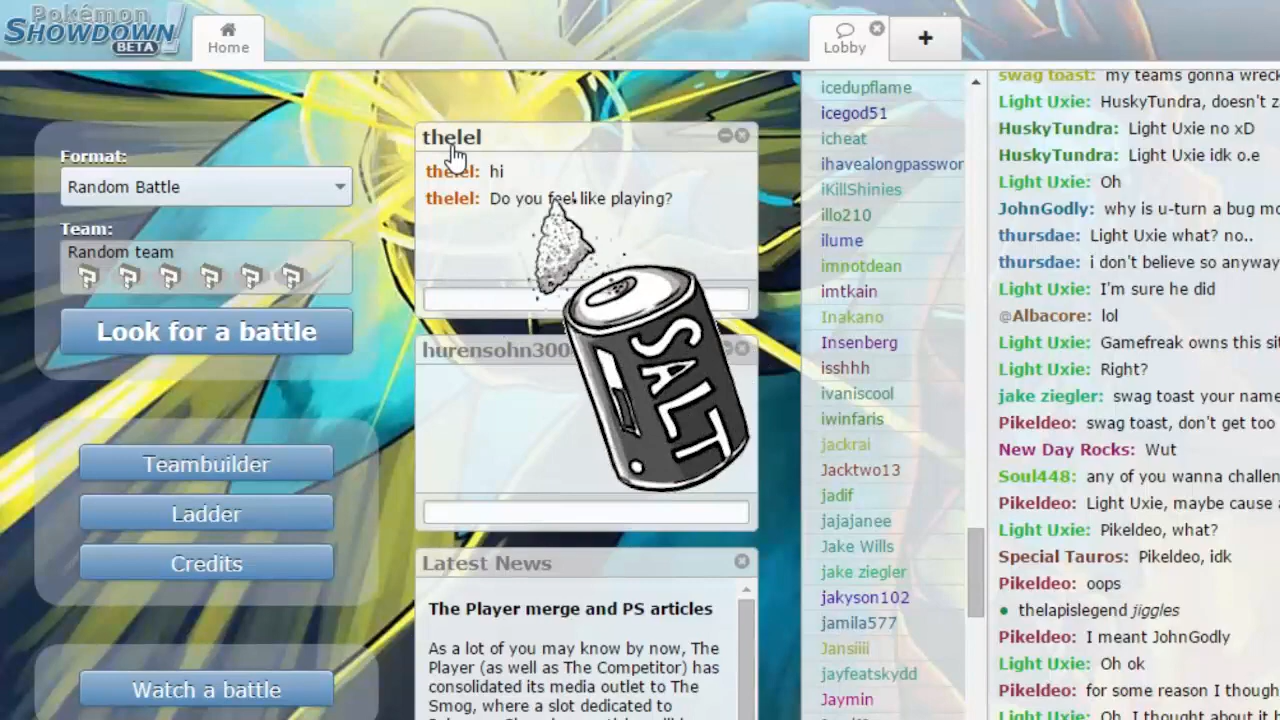 Pokémon
SHOWDOWN!
BETA
Home
Lobby
+
Format:
Random Battle
Team:
Random team
? ? ? ? ? ?
Look for a battle
Teambuilder
Ladder
Credits
Watch a battle
thelel
thelel: hi
thelel: Do you feel like playing?
SALT
hurensohn300
Latest News
The Player merge and PS articles
As a lot of you may know by now, The
Player (as well as The Competitor) has
consolidated its media outlet to The
Smog, where a slot dedicated to
icedupflame
icegod51
icheat
ihavealongpasswor
iKillShinies
illo210
ilume
imnotdean
imtkain
Inakano
Insenberg
isshhh
ivaniscool
iwinfaris
jackrai
Jacktwo13
jadif
jajajanee
Jake Wills
jake ziegler
jakyson102
jamila577
Jansiiii
jayfeatskydd
Jaymin
swag toast: my teams gonna wreck
Light Uxie: HuskyTundra, doesn't z
HuskyTundra: Light Uxie no xD
HuskyTundra: Light Uxie idk o.e
Light Uxie: Oh
JohnGodly: why is u-turn a bug mo
thursdae: Light Uxie what? no..
thursdae: i don't believe so anyway
Light Uxie: I'm sure he did
@Albacore: lol
Light Uxie: Gamefreak owns this sit
Light Uxie: Right?
jake ziegler: swag toast your name
Pikeldeo: swag toast, don't get too
New Day Rocks: Wut
Soul448: any of you wanna challen
Pikeldeo: Light Uxie, maybe cause a
Light Uxie: Pikeldeo, what?
Special Tauros: Pikeldeo, idk
Pikeldeo: oops
• thelapislegend jiggles
Pikeldeo: I meant JohnGodly
Light Uxie: Oh ok
Pikeldeo: for some reason I though
Light Uxie: Oh, I thought about it b